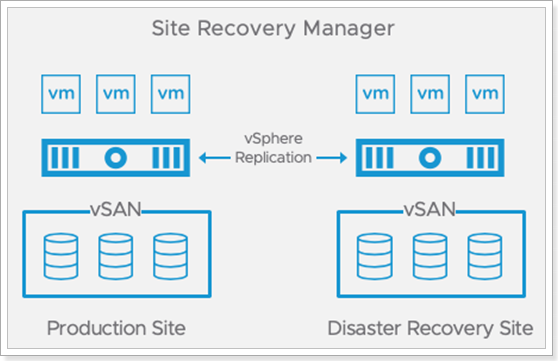 Site Recovery Manager
vm vm vm vm vm vm
vSphere
Replication
vSAN vSAN
Production Site Disaster Recovery Site